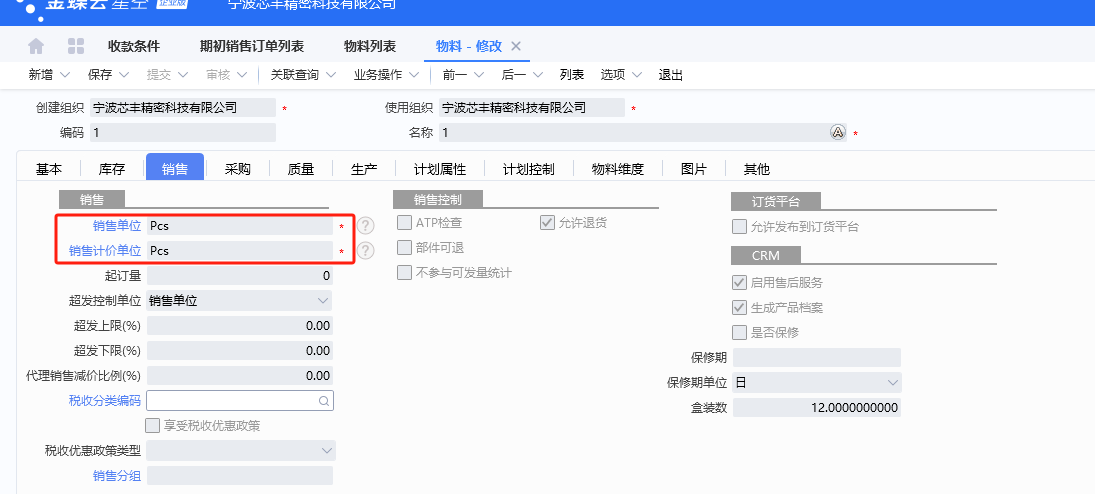 金蝶云 星空 企业版
宁波芯丰精密科技有限公司
收款条件 期初销售订单列表 物料列表 物料 - 修改
新增 保存 提交 审核 关联查询 业务操作 前一 后一 列表 选项 退出
创建组织 宁波芯丰精密科技有限公司 * 使用组织 宁波芯丰精密科技有限公司 *
编码 1 名称 1 A *
基本 库存 销售 采购 质量 生产 计划属性 计划控制 物料维度 图片 其他
销售 销售控制 订货平台
销售单位 Pcs * ? ATP检查 允许退货 允许发布到订货平台
销售计价单位 Pcs * ? 部件可退 CRM
起订量 0 不参与可发量统计 启用售后服务
超发控制单位 销售单位 生成产品档案
超发上限(%) 0.00 是否保修
超发下限(%) 0.00 保修期
代理销售减价比例(%) 0.00 保修期单位 日
税收分类编码 盒装数 12.0000000000
享受税收优惠政策
税收优惠政策类型
销售分组